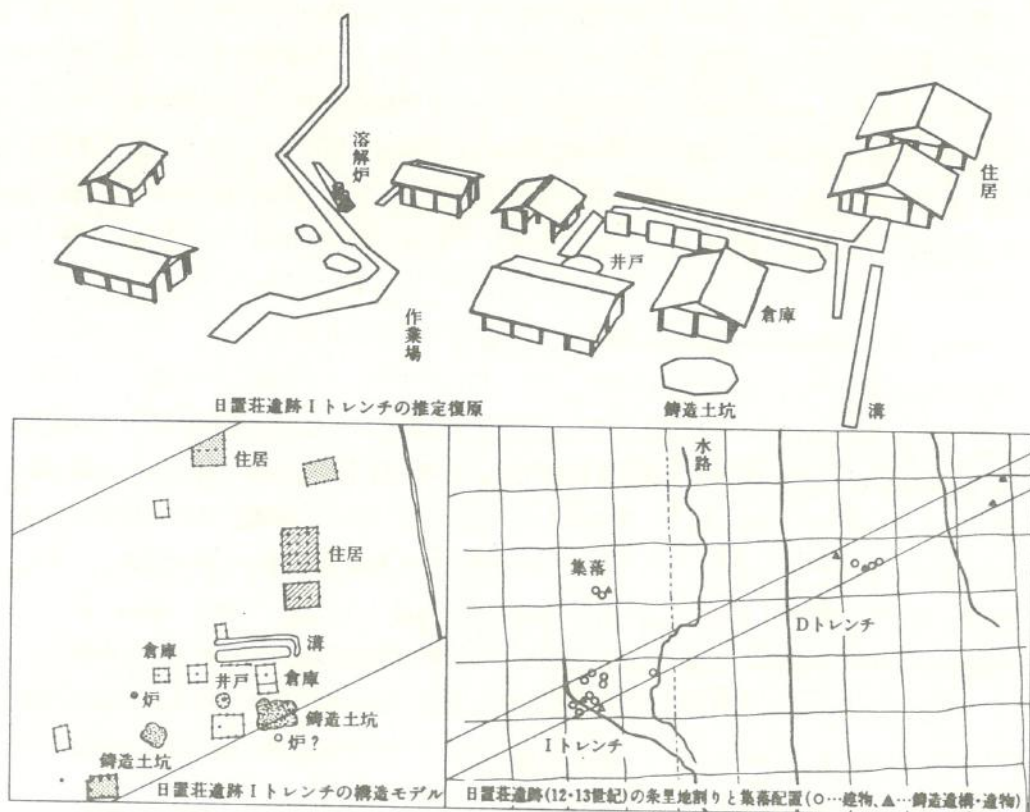 溶解炉
住居
井戸
倉庫
作業場
鋳造土坑
溝
日置荘遺跡Ⅰトレンチの推定復原
住居
住居
溝
倉庫
井戸
倉庫
炉
鋳造土坑
炉?
鋳造土坑
日置荘遺跡Ⅰトレンチの構造モデル
水路
集落
Dトレンチ
Ⅰトレンチ
日置荘遺跡(12・13世紀)の条里地割りと集落配置(○…建物,▲…鋳造遺構・遺物)